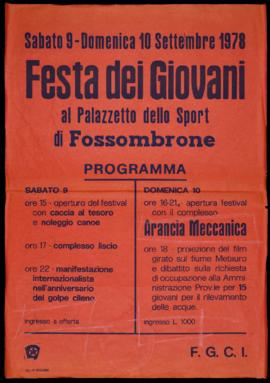 Sabato 9 - Domenica 10 Settembre 1978
Festa dei Giovani
al Palazzetto dello Sport
di Fossombrone
PROGRAMMA
SABATO 9
ore 15 - apertura del festival
con caccia al tesoro
e noleggio canoe
ore 17 - complesso liscio
ore 22 - manifestazione
internazionalista
nell'anniversario
del golpe cileno
ingresso a offerta
DOMENICA 10
ore 16-21, apertura festival
con il complesso
Arancia Meccanica
ore 18 - proiezione del film
girato sul fiume Metauro
e dibattito sulla richiesta
di occupazione alla Ammi-
nistrazione Prov.le per 15
giovani per il rilevamento
delle acque.
ingresso L. 1000
F. G. C. I.